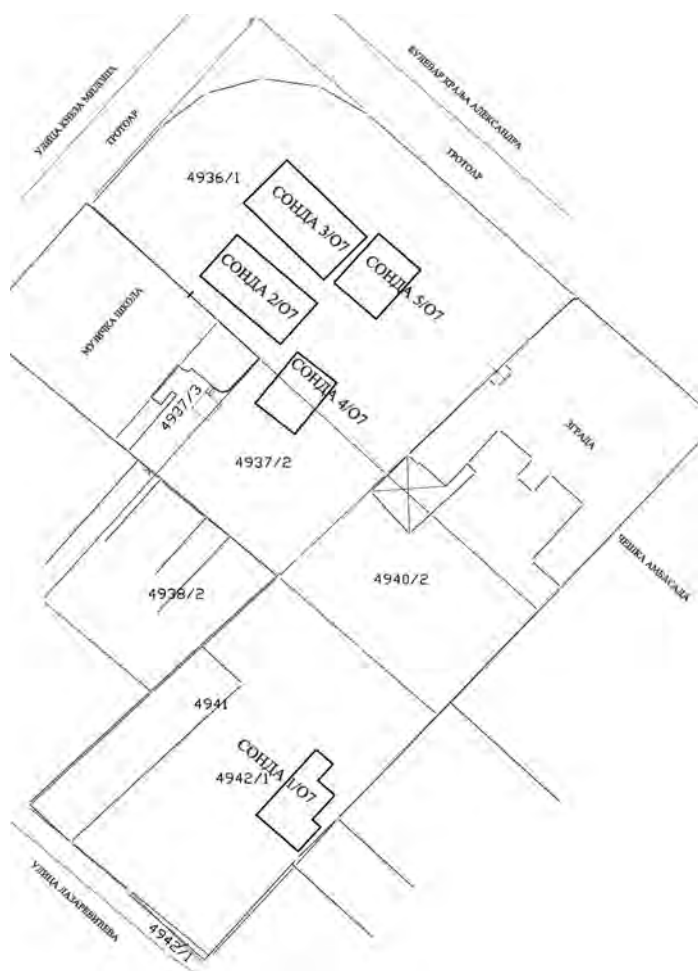 УЛИЦА КНЕЗА МИЛОША
ТРОТОАР
БУЛЕВАР КРАЉА АЛЕКСАНДРА
ТРОТОАР
4936/1
СОНДА 3/07
СОНДА 5/07
СОНДА 2/07
МУЗИЧКА ШКОЛА
СОНДА 4/07
4937/3
4937/2
ЗГРАДА
ЧЕШКА АМБАСАДА
4940/2
4938/2
4941
СОНДА 1/07
4942/1
УЛИЦА ЛАЗАРЕВИЋЕВА
4942/1